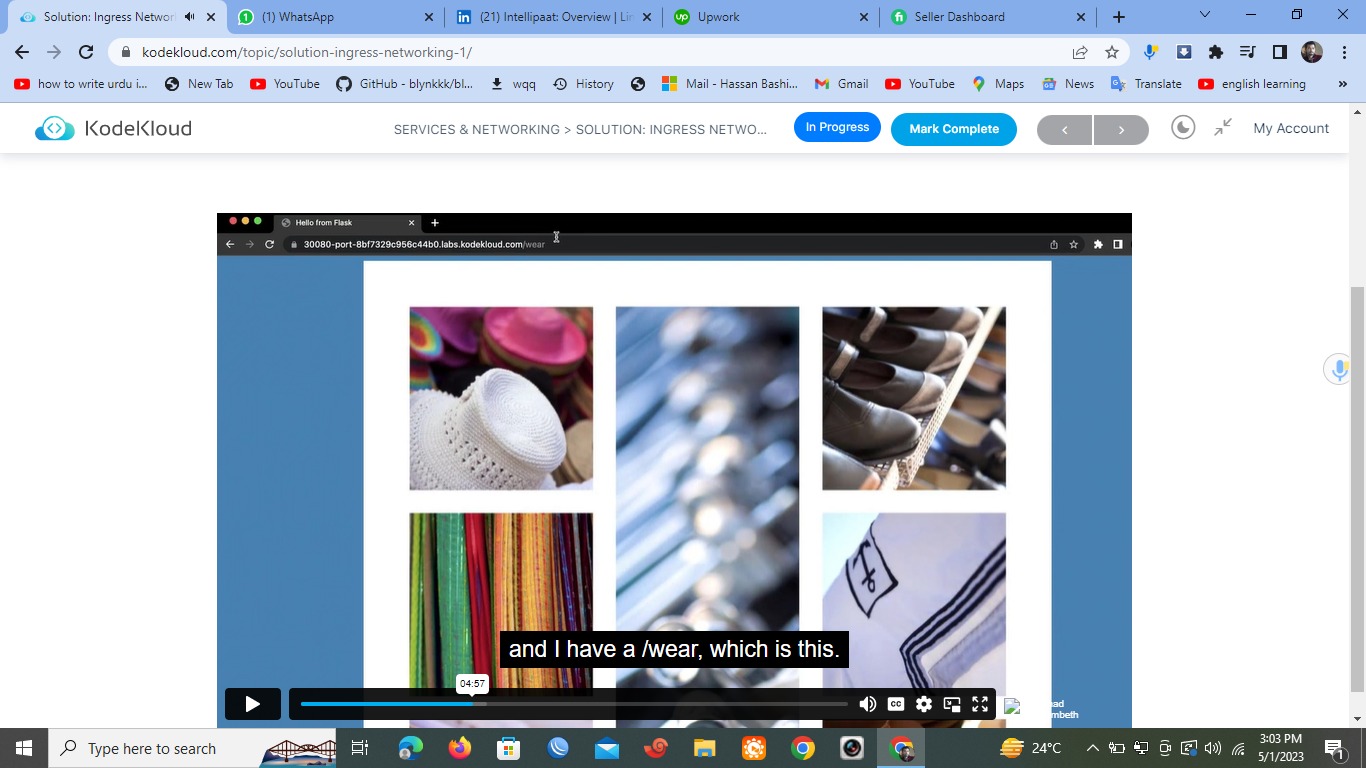 Solution: Ingress Network
(1) WhatsApp
(21) Intellipaat: Overview | Lin
Upwork
Seller Dashboard
kodekloud.com/topic/solution-ingress-networking-1/
how to write urdu i...
New Tab
YouTube
GitHub - blynkkk/bl...
wqq
History
Mail - Hassan Bashi...
Gmail
YouTube
Maps
News
Translate
english learning
»
KodeKloud
SERVICES & NETWORKING > SOLUTION: INGRESS NETWO...
In Progress
Mark Complete
My Account
Hello from Flask
30080-port-8bf7329c956c44b0.labs.kodekloud.com/wear
and I have a /wear, which is this.
04:57
CC
Type here to search
24°C
3:03 PM
5/1/2023
1